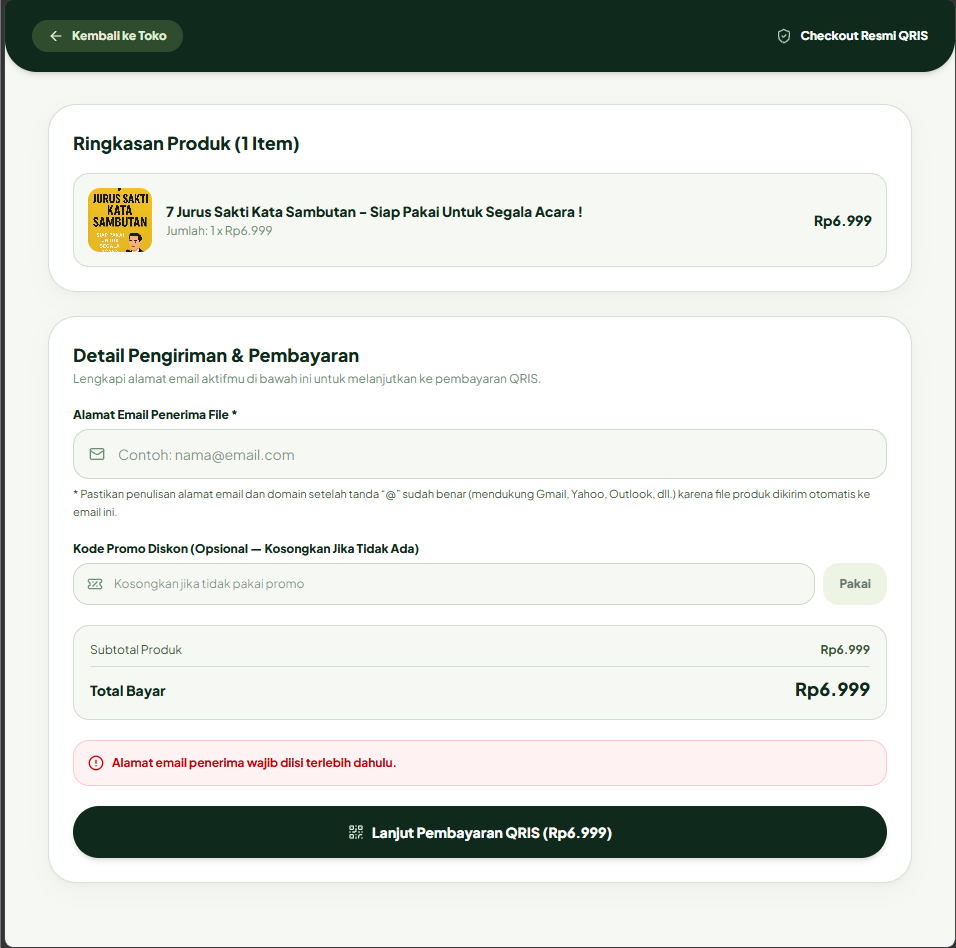 Kembali ke Toko
Checkout Resmi QRIS
Ringkasan Produk (1 Item)
JURUS SAKTI
KATA
SAMBUTAN
SIAP PAKAI
UNTUK
SEGALA
7 Jurus Sakti Kata Sambutan – Siap Pakai Untuk Segala Acara !
Jumlah: 1 x Rp6.999
Rp6.999
Detail Pengiriman & Pembayaran
Lengkapi alamat email aktifmu di bawah ini untuk melanjutkan ke pembayaran QRIS.
Alamat Email Penerima File *
Contoh: nama@email.com
* Pastikan penulisan alamat email dan domain setelah tanda “@” sudah benar (mendukung Gmail, Yahoo, Outlook, dll.) karena file produk dikirim otomatis ke
email ini.
Kode Promo Diskon (Opsional — Kosongkan Jika Tidak Ada)
Kosongkan jika tidak pakai promo
Pakai
Subtotal Produk
Rp6.999
Total Bayar
Rp6.999
Alamat email penerima wajib diisi terlebih dahulu.
Lanjut Pembayaran QRIS (Rp6.999)